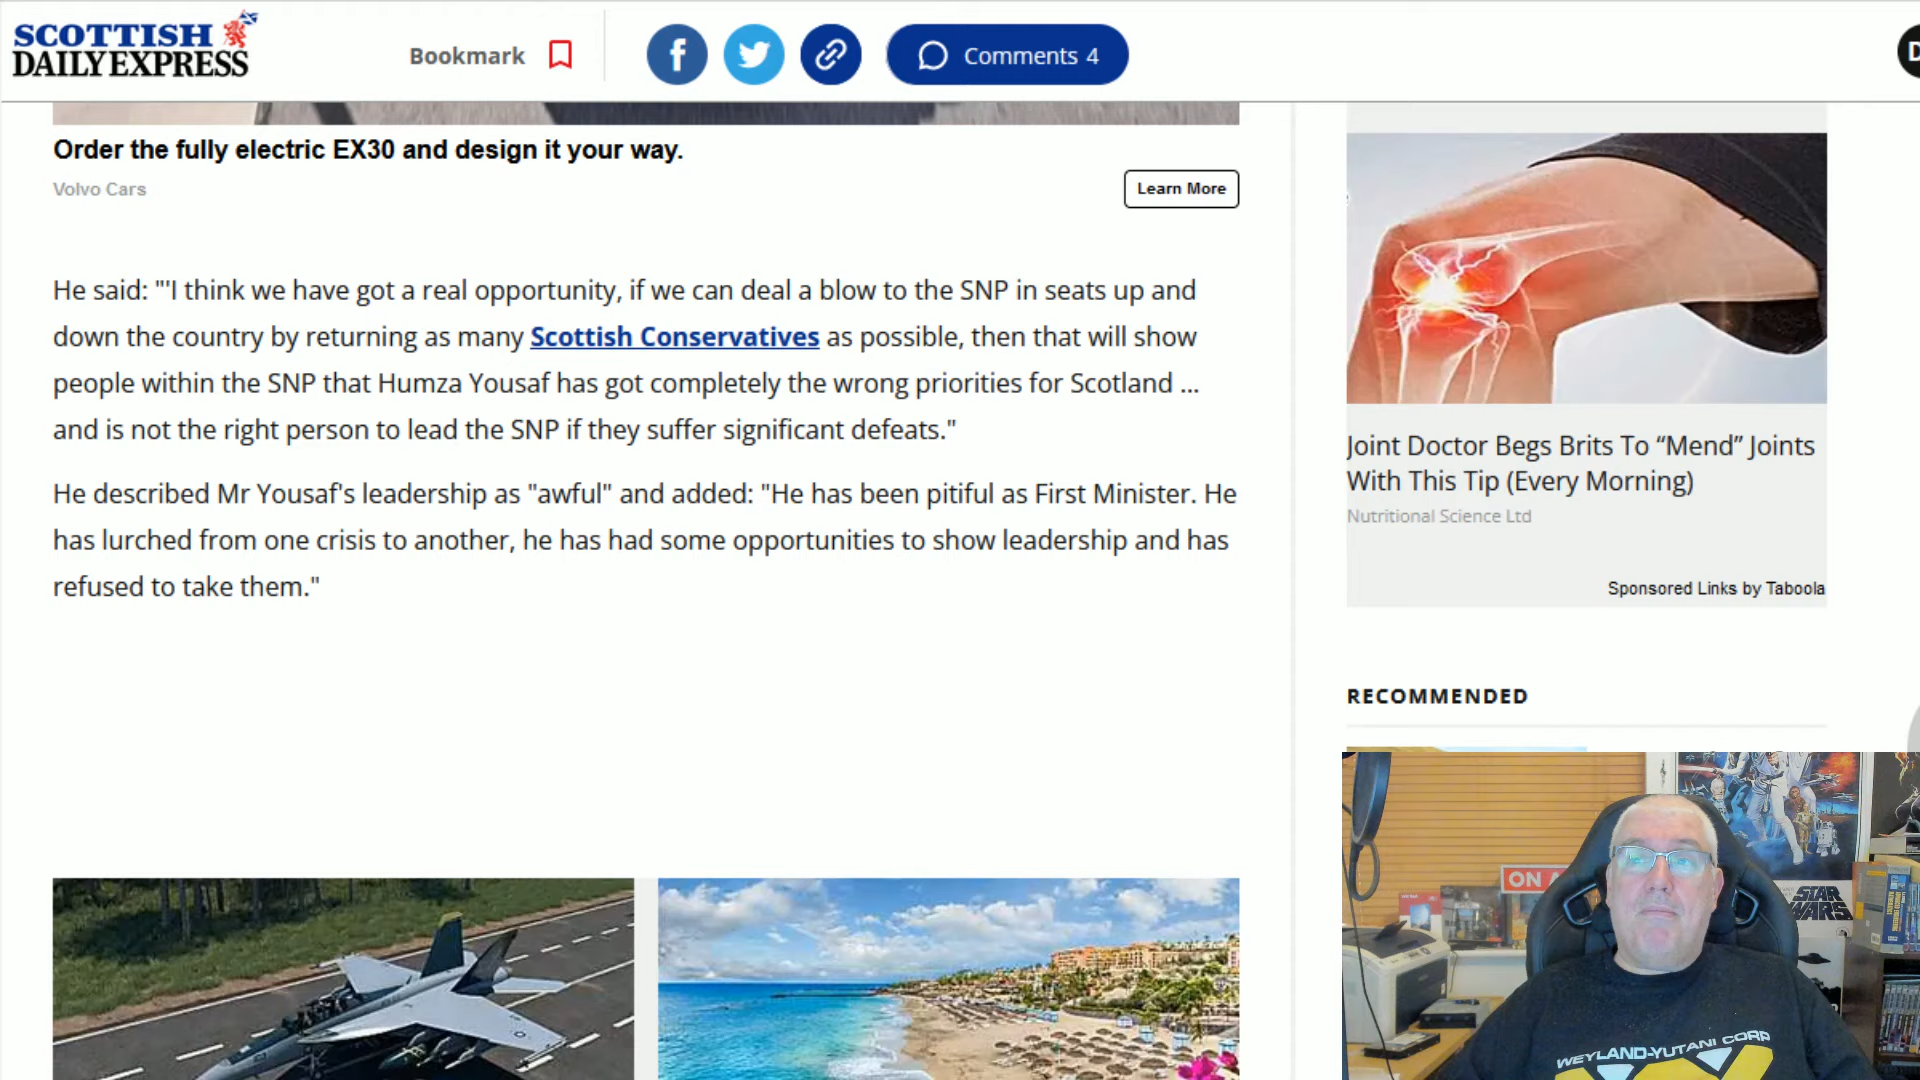 SCOTTISH
DAILY EXPRESS
Bookmark
Comments 4
Order the fully electric EX30 and design it your way.
Volvo Cars
Learn More
He said: "'I think we have got a real opportunity, if we can deal a blow to the SNP in seats up and
down the country by returning as many Scottish Conservatives as possible, then that will show
people within the SNP that Humza Yousaf has got completely the wrong priorities for Scotland ...
and is not the right person to lead the SNP if they suffer significant defeats."
He described Mr Yousaf's leadership as "awful" and added: "He has been pitiful as First Minister. He
has lurched from one crisis to another, he has had some opportunities to show leadership and has
refused to take them."
Joint Doctor Begs Brits To “Mend” Joints
With This Tip (Every Morning)
Nutritional Science Ltd
Sponsored Links by Taboola
RECOMMENDED
ON A
STAR
WARS
WEYLAND-YUTANI CORP